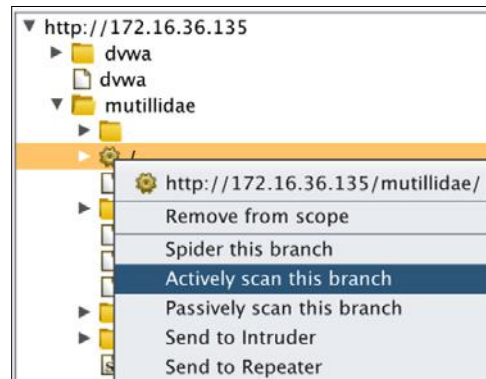 http://172.16.36.135
dvwa
dvwa
mutillidae
/
http://172.16.36.135/mutillidae/
Remove from scope
Spider this branch
Actively scan this branch
Passively scan this branch
Send to Intruder
Send to Repeater